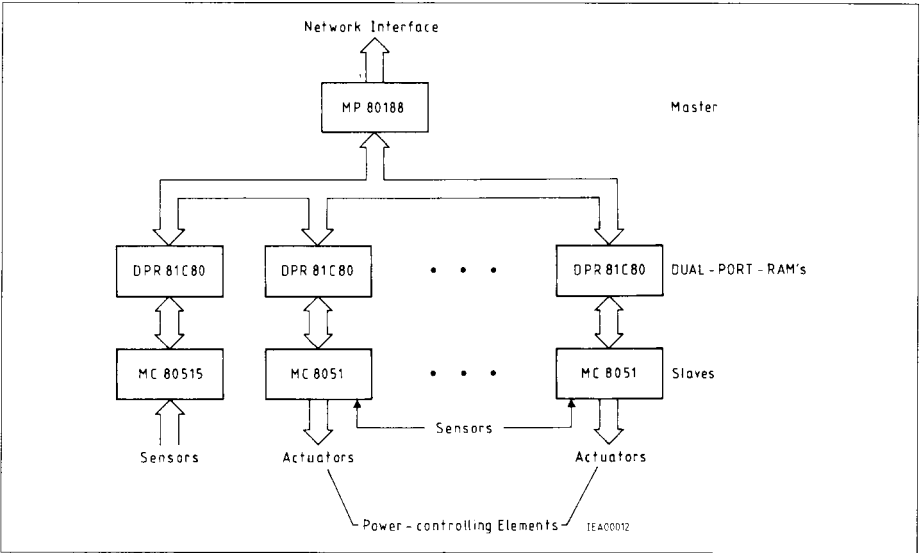 Network Interface
MP 80188
Master
DPR 81C80
DPR 81C80
• • •
DPR 81C80
DUAL-PORT-RAM's
MC 80515
MC 8051
• • •
MC 8051
Slaves
Sensors
Sensors
Actuators
Actuators
Power-controlling Elements
IEA00012